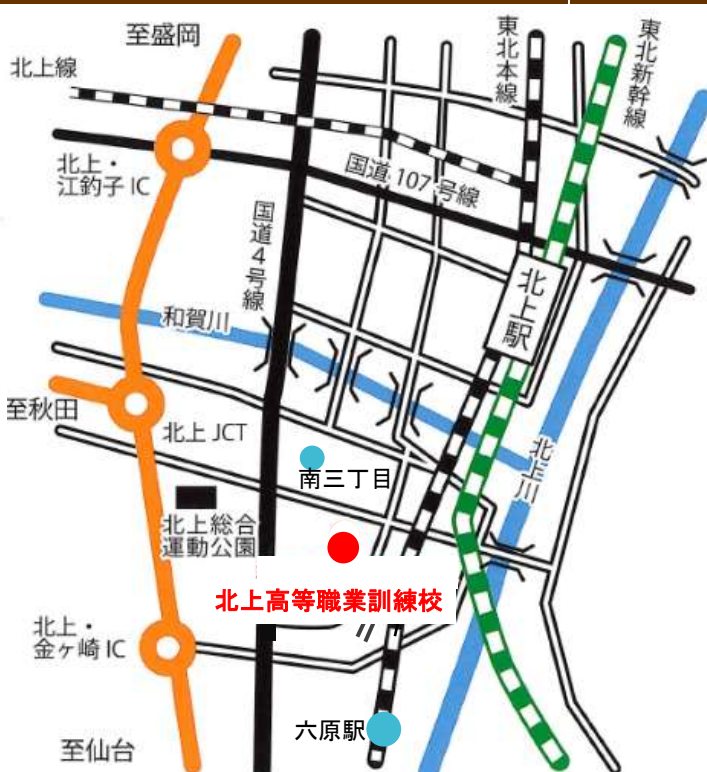 至盛岡
北上線
東北本線
東北新幹線
北上・
江釣子 IC
国道 107 号線
国道4号線
北上駅
和賀川
至秋田
北上 JCT
北上川
南三丁目
北上総合
運動公園
北上高等職業訓練校
北上・
金ヶ崎 IC
六原駅
至仙台